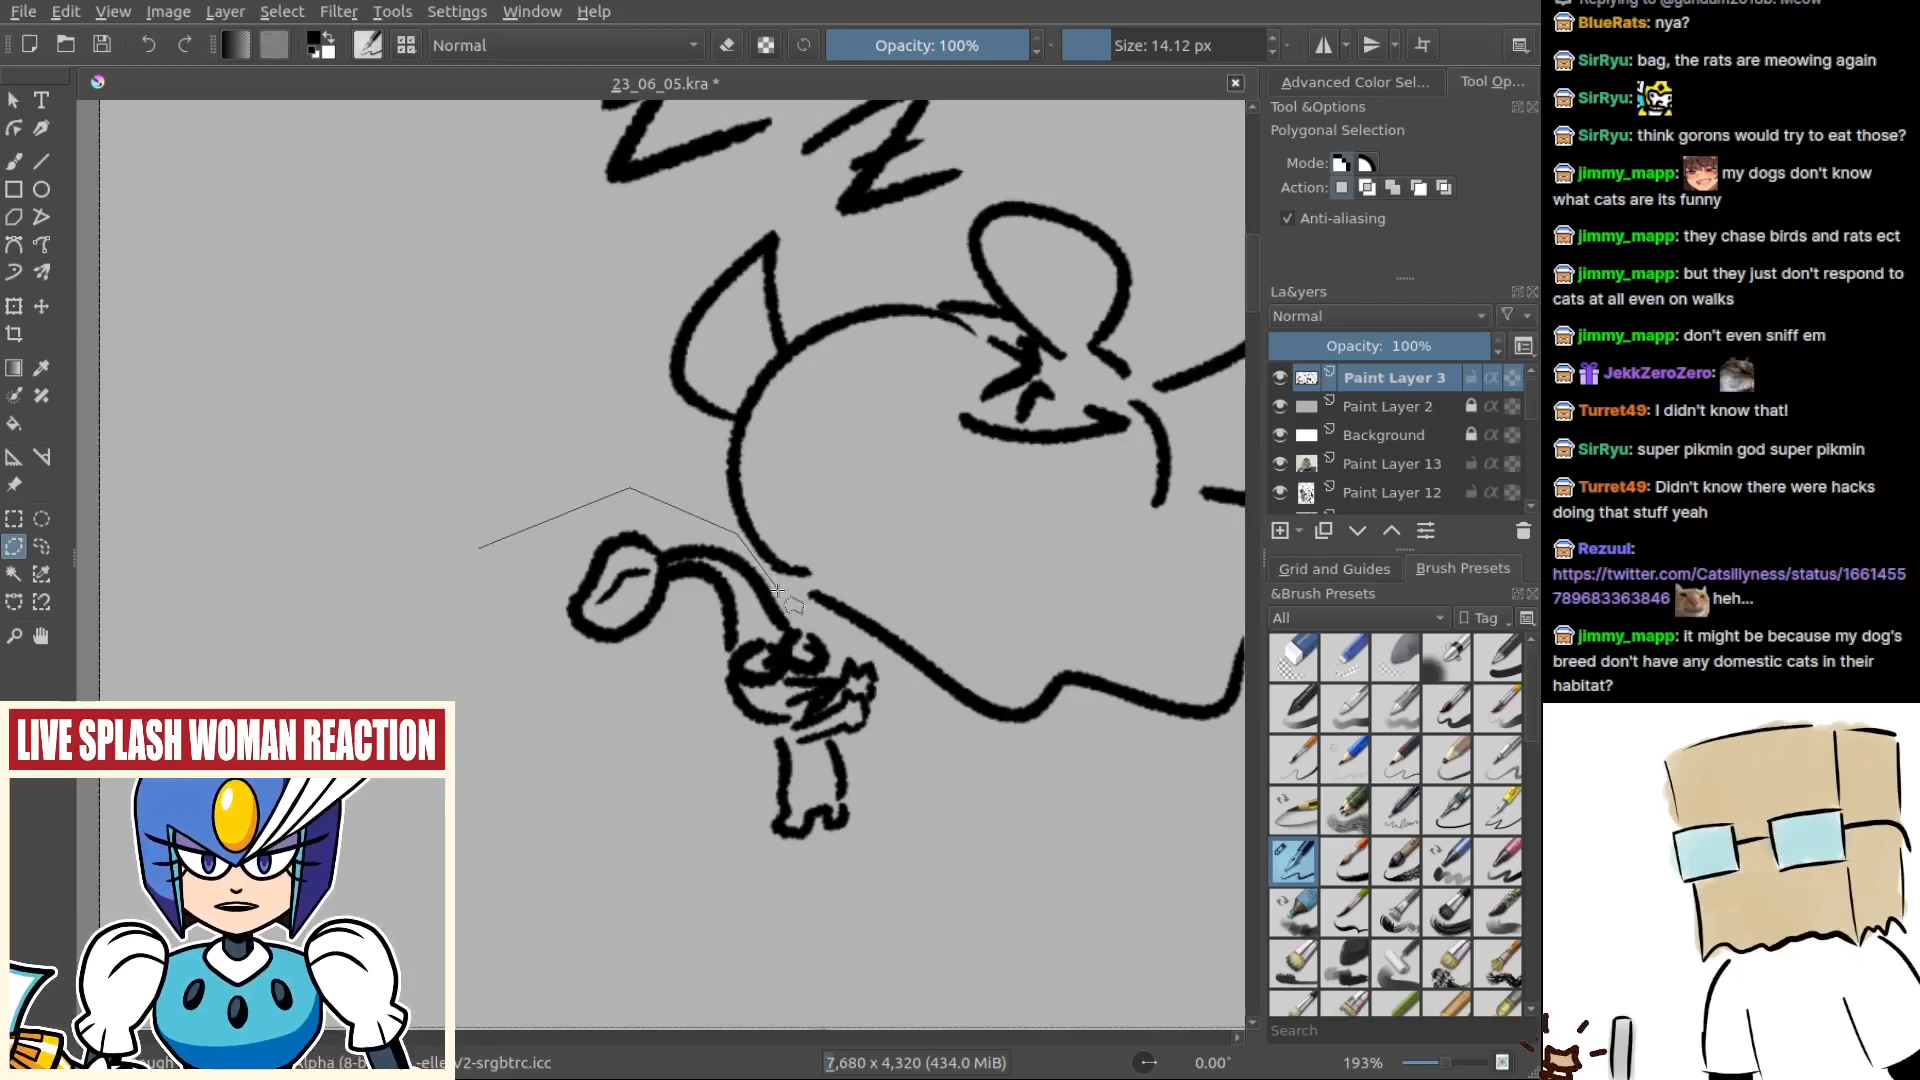 File Edit View Image Layer Select Filter Tools Settings Window Help
Normal
Opacity: 100%
Size: 14.12 px
23_06_05.kra *
Advanced Color Sel...
Tool Op...
Tool &Options
Polygonal Selection
Mode:
Action:
Anti-aliasing
La&yers
Normal
Opacity: 100%
Paint Layer 3
Paint Layer 2
Background
Paint Layer 13
Paint Layer 12
Grid and Guides
Brush Presets
&Brush Presets
All
Tag
Search
7,680 x 4,320 (434.0 MiB)
0.00°
193%
Z Z
LIVE SPLASH WOMAN REACTION
BlueRats: nya?
SirRyu: bag, the rats are meowing again
SirRyu:
SirRyu: think gorons would try to eat those?
jimmy_mapp: my dogs don't know
what cats are its funny
jimmy_mapp: they chase birds and rats ect
jimmy_mapp: but they just don't respond to
cats at all even on walks
jimmy_mapp: don't even sniff em
JekkZeroZero:
Turret49: I didn't know that!
SirRyu: super pikmin god super pikmin
Turret49: Didn't know there were hacks
doing that stuff yeah
Rezuul:
https://twitter.com/Catsillyness/status/1661455
789683363846 heh...
jimmy_mapp: it might be because my dog's
breed don't have any domestic cats in their
habitat?